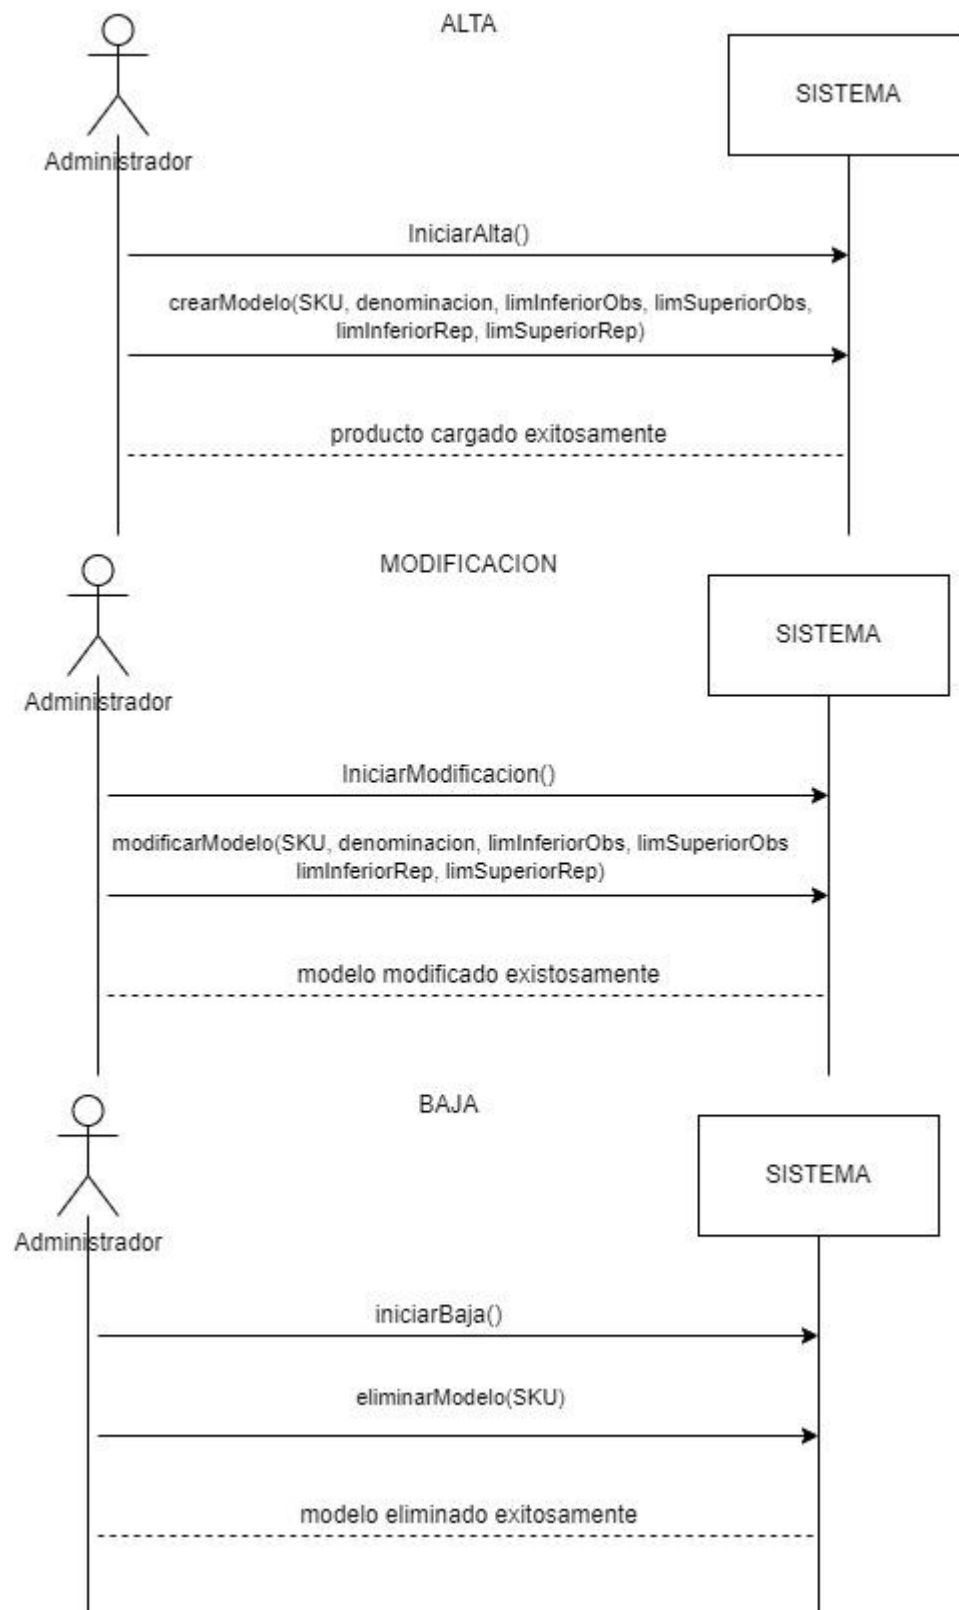 ALTA
SISTEMA
Administrador
IniciarAlta()
crearModelo(SKU, denominacion, limInferiorObs, limSuperiorObs,
limInferiorRep, limSuperiorRep)
producto cargado exitosamente
MODIFICACION
SISTEMA
Administrador
IniciarModificacion()
modificarModelo(SKU, denominacion, limInferiorObs, limSuperiorObs
limInferiorRep, limSuperiorRep)
modelo modificado existosamente
BAJA
SISTEMA
Administrador
iniciarBaja()
eliminarModelo(SKU)
modelo eliminado exitosamente